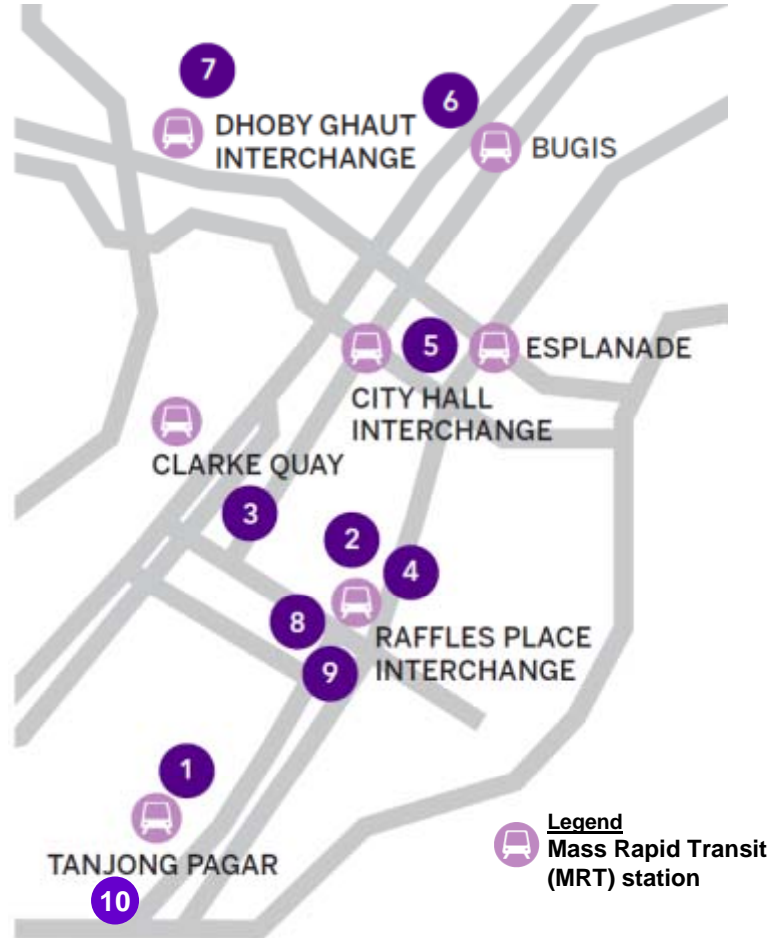 7
6
DHOBY GHAUT
INTERCHANGE
BUGIS
5
ESPLANADE
CITY HALL
INTERCHANGE
CLARKE QUAY
3
2
4
8
RAFFLES PLACE
INTERCHANGE
9
1
TANJONG PAGAR
10
Legend
Mass Rapid Transit
(MRT) station